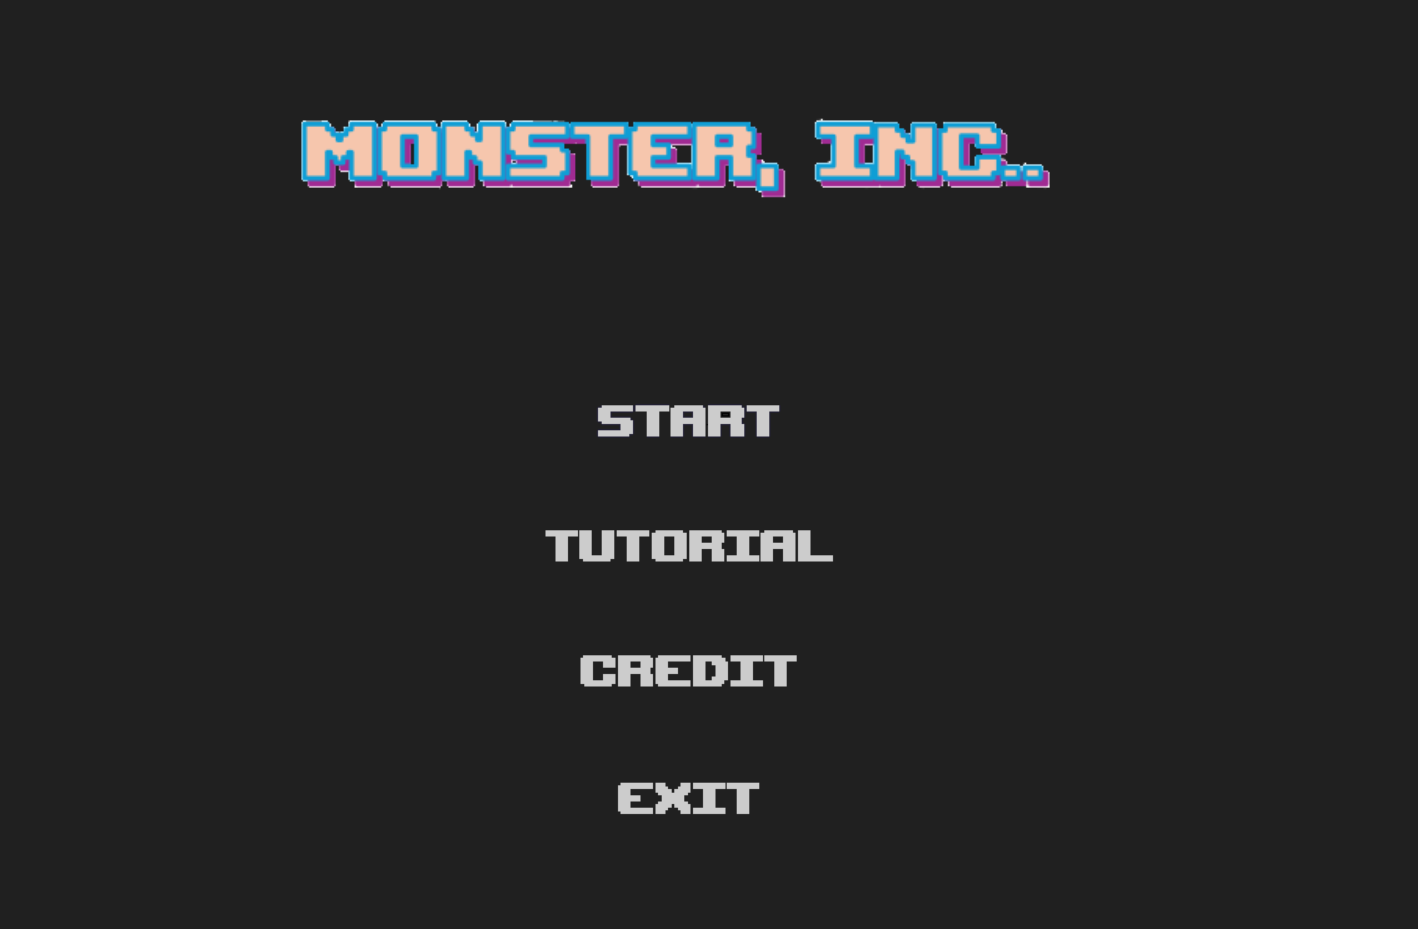 MONSTER, INC..
START
TUTORIAL
CREDIT
EXIT